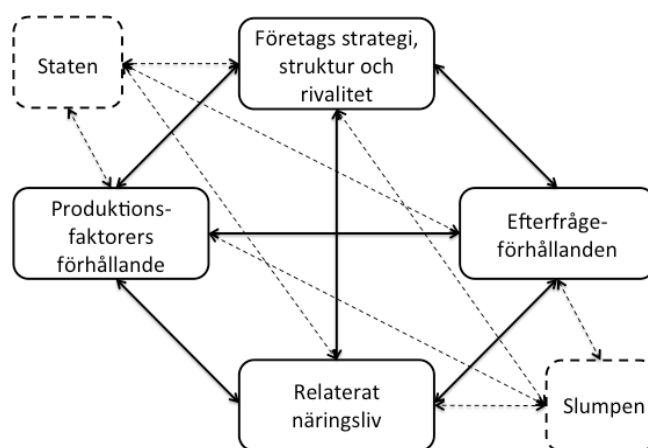 Staten
Företags strategi,
struktur och
rivalitet
Produktions-
faktorers
förhållande
Efterfråge-
förhållanden
Relaterat
näringsliv
Slumpen